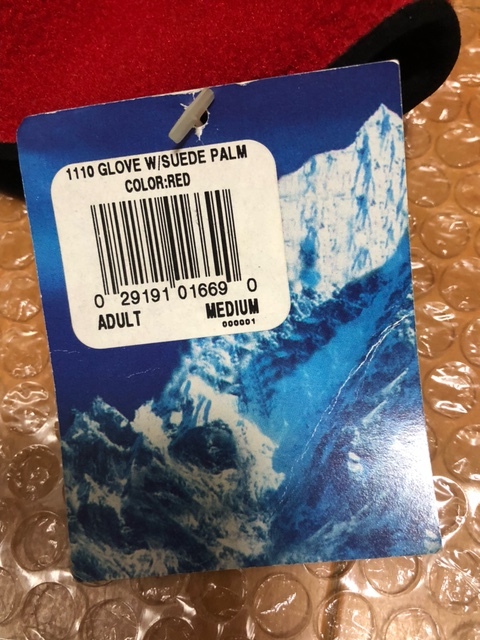 1110 GLOVE W/SUEDE PALM
COLOR:RED
0 29191 01669 0
ADULT MEDIUM
000001